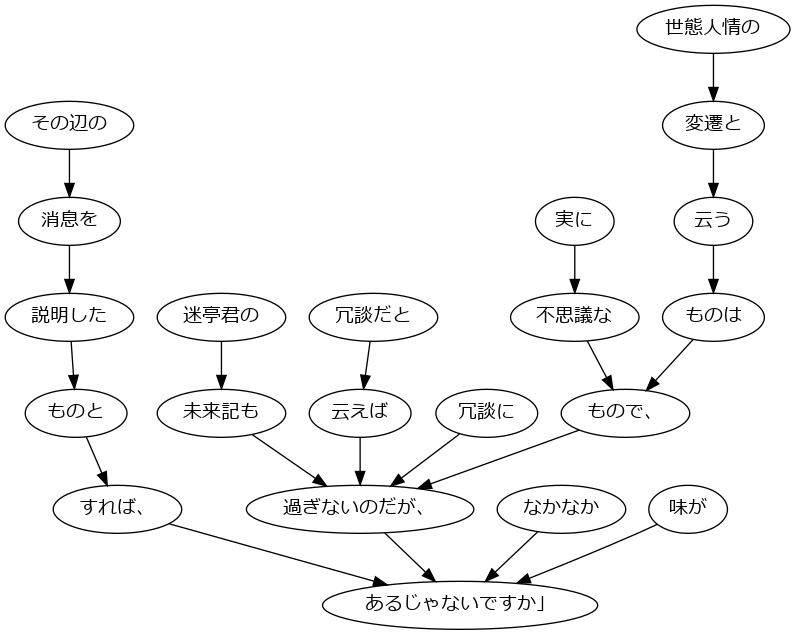 世態人情の
その辺の
変遷と
消息を
実に
云う
説明した
迷亭君の
冗談だと
不思議な
ものは
ものと
未来記も
云えば
冗談に
もので、
すれば、
過ぎないのだが、
なかなか
味が
あるじゃないですか」